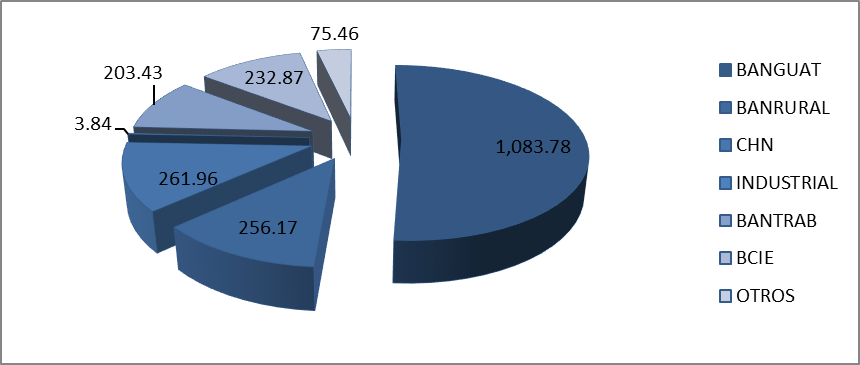 75.46
232.87
203.43
3.84
261.96
256.17
1,083.78
BANGUAT
BANRURAL
CHN
INDUSTRIAL
BANTRAB
BCIE
OTROS